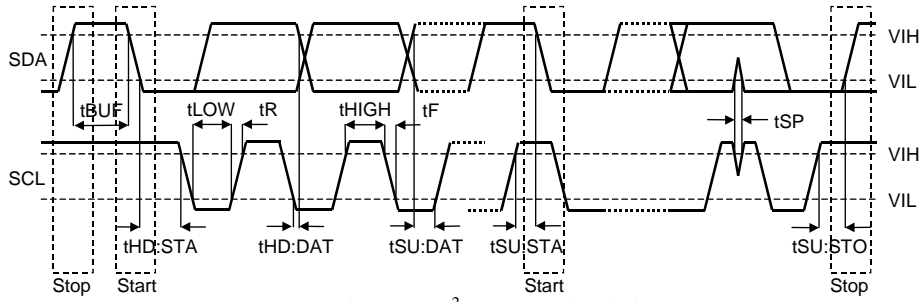 SDA
VIH
VIL
tBUF
tLOW
tR
tHIGH
tF
tSP
SCL
VIH
VIL
tHD:STA
tHD:DAT
tSU:DAT
tSU:STA
tSU:STO
Stop
Start
Start
Stop
2